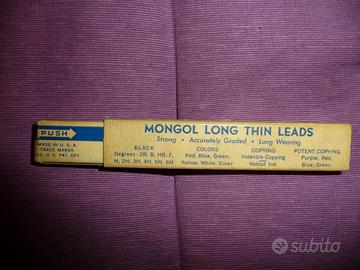 PUSH
MADE IN U.S.A.
TRADE MARKS
REG. U.S. PAT. OFF.
MONGOL LONG THIN LEADS
Strong • Accurately Graded • Long Wearing
BLACK
Degrees: 2B, B, HB, F,
H, 2H, 3H, 4H, 5H, 6H
COLORS
Red, Blue, Green,
Yellow, White, Silver
COPYING
Indelible Copying
Noblot Ink
POTENT COPYING
Purple, Red,
Blue, Green
subito